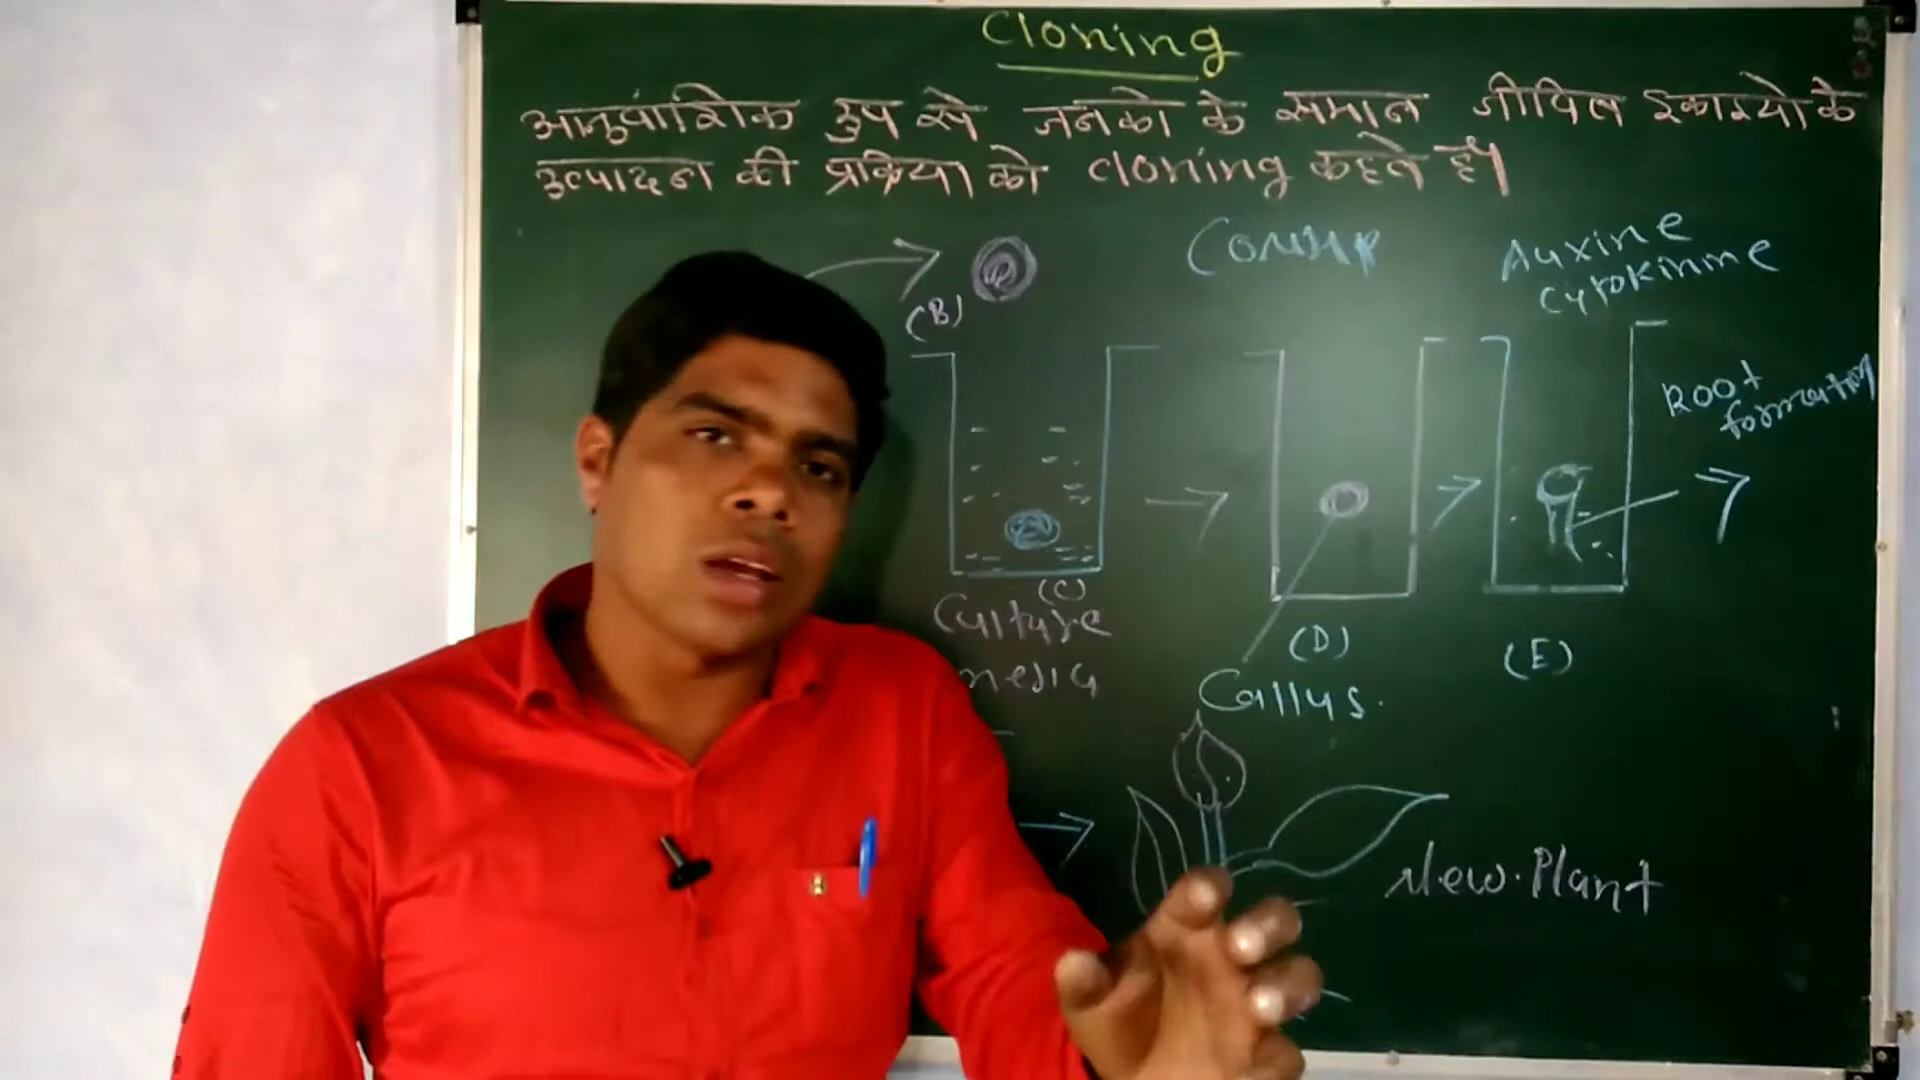 Cloning
आनुवांशिक रुप से जनको के समान जीवित इकाइयो के
उत्पादन की प्रक्रिया को cloning कहते है।
Auxine
Cytokinine
(B)
Root
formation
(C)
Culture
media
(D)
(E)
Callus.
New Plant